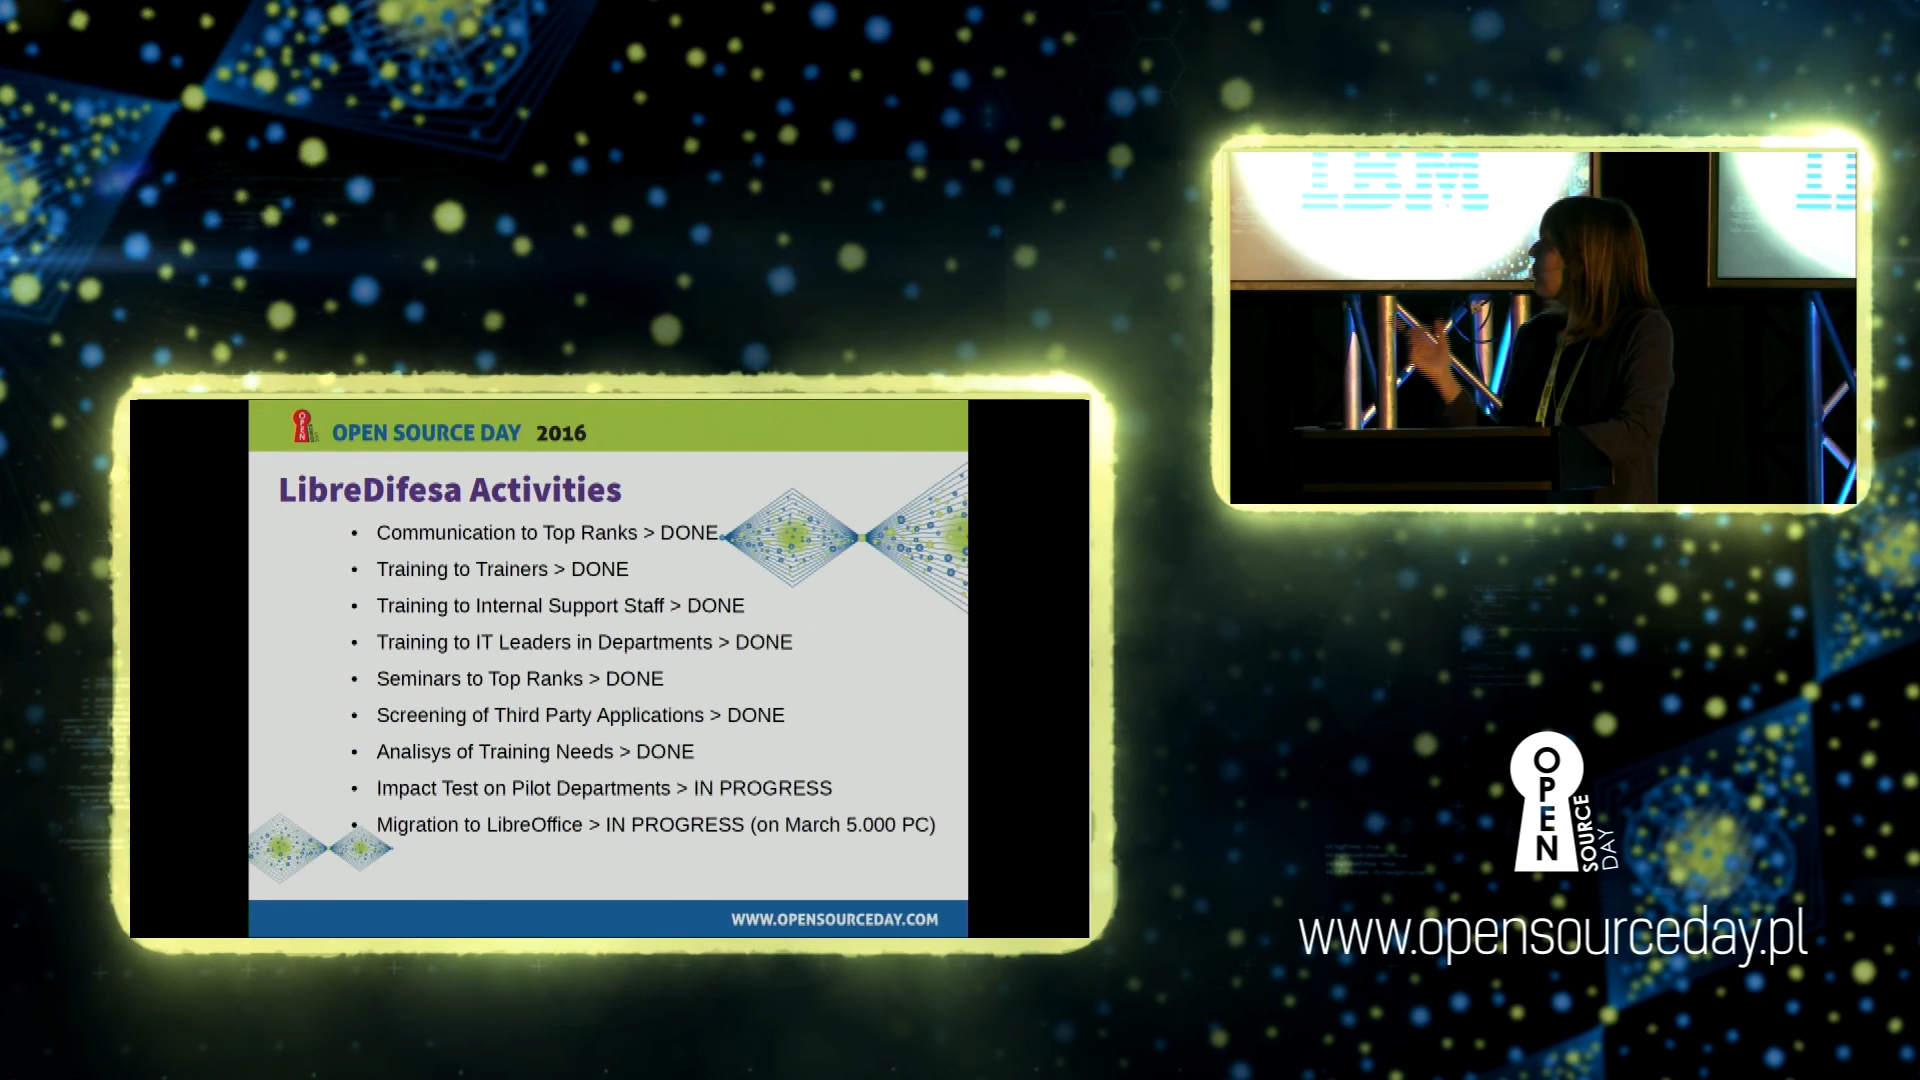 OPEN SOURCE DAY 2016
LibreDifesa Activities
• Communication to Top Ranks > DONE
• Training to Trainers > DONE
• Training to Internal Support Staff > DONE
• Training to IT Leaders in Departments > DONE
• Seminars to Top Ranks > DONE
• Screening of Third Party Applications > DONE
• Analisys of Training Needs > DONE
• Impact Test on Pilot Departments > IN PROGRESS
• Migration to LibreOffice > IN PROGRESS (on March 5.000 PC)
WWW.OPENSOURCEDAY.COM
IBM
OPEN
SOURCE
DAY
www.opensourceday.pl